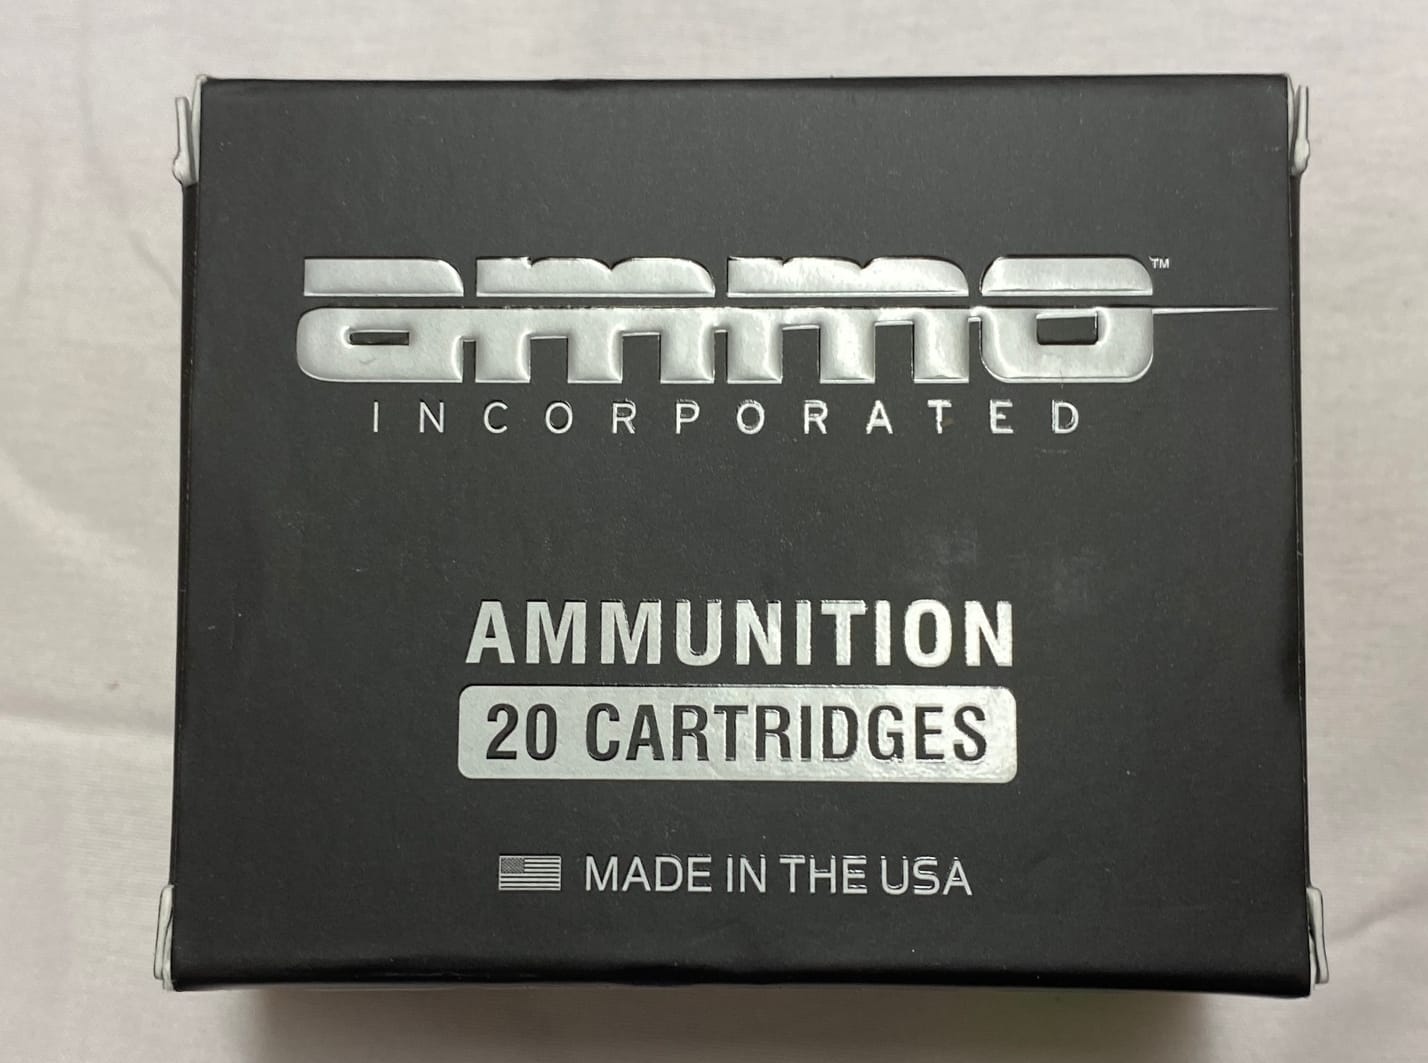 ammo™
INCORPORATED
AMMUNITION
20 CARTRIDGES
MADE IN THE USA